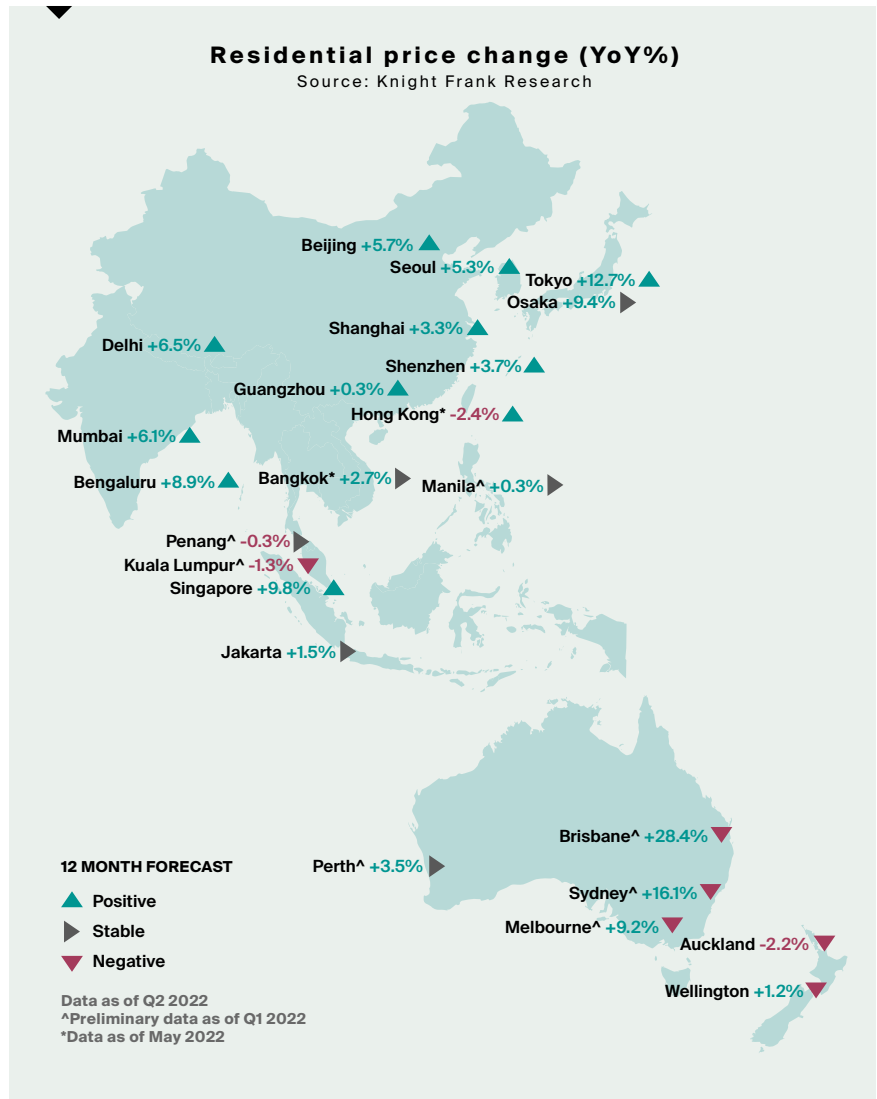 Residential price change (YoY%)
Source: Knight Frank Research
Beijing +5.7%
Seoul +5.3%
Tokyo +12.7%
Osaka +9.4%
Shanghai +3.3%
Delhi +6.5%
Shenzhen +3.7%
Guangzhou +0.3%
Hong Kong* -2.4%
Mumbai +6.1%
Bengaluru +8.9%
Bangkok* +2.7%
Manila^ +0.3%
Penang^ -0.3%
Kuala Lumpur^ -1.3%
Singapore +9.8%
Jakarta +1.5%
Brisbane^ +28.4%
Perth^ +3.5%
Sydney^ +16.1%
Melbourne^ +9.2%
Auckland -2.2%
Wellington +1.2%
12 MONTH FORECAST
Positive
Stable
Negative
Data as of Q2 2022
^Preliminary data as of Q1 2022
*Data as of May 2022